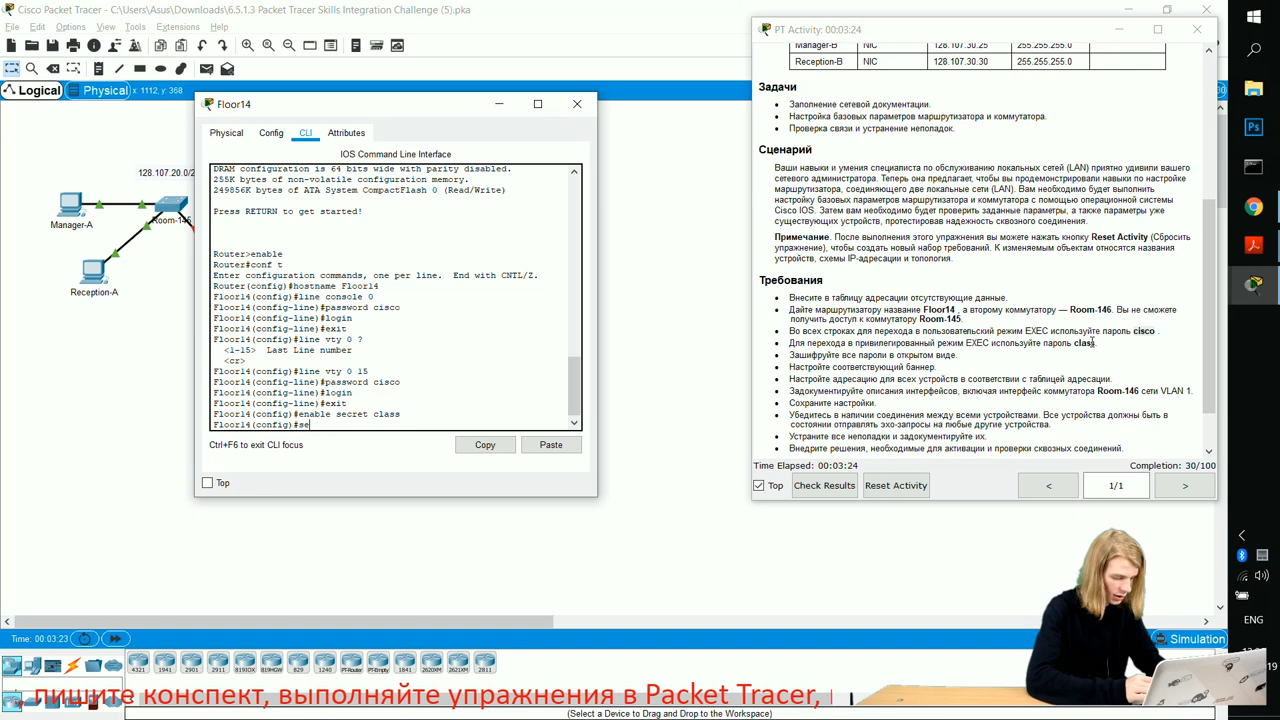 Cisco Packet Tracer - C:\Users\Asus\Downloads\6.5.1.3 Packet Tracer Skills Integration Challenge (5).pka
File Edit Options View Tools Extensions Help
Logical Physical x: 1112, y: 368
128.107.20.0/2
Manager-A
Room-145
Reception-A
Floor14
Physical Config CLI Attributes
IOS Command Line Interface
DRAM configuration is 64 bits wide with parity disabled.
255K bytes of non-volatile configuration memory.
249856K bytes of ATA System CompactFlash 0 (Read/Write)
Press RETURN to get started!
Router>enable
Router#conf t
Enter configuration commands, one per line. End with CNTL/Z.
Router(config)#hostname Floor14
Floor14(config)#line console 0
Floor14(config-line)#password cisco
Floor14(config-line)#login
Floor14(config-line)#exit
Floor14(config)#line vty 0 ?
<1-15> Last Line number
<cr>
Floor14(config)#line vty 0 15
Floor14(config-line)#password cisco
Floor14(config-line)#login
Floor14(config-line)#exit
Floor14(config)#enable secret class
Floor14(config)#se
Ctrl+F6 to exit CLI focus
Copy
Paste
Top
PT Activity: 00:03:24
Manager-B NIC 128.107.30.25 255.255.255.0
Reception-B NIC 128.107.30.30 255.255.255.0
Задачи
• Заполнение сетевой документации.
• Настройка базовых параметров маршрутизатора и коммутатора.
• Проверка связи и устранение неполадок.
Сценарий
Ваши навыки и умения специалиста по обслуживанию локальных сетей (LAN) приятно удивили вашего
сетевого администратора. Теперь она предлагает, чтобы вы продемонстрировали навыки по настройке
маршрутизатора, соединяющего две локальные сети (LAN). Вам необходимо будет выполнить
настройку базовых параметров маршрутизатора и коммутатора с помощью операционной системы
Cisco IOS. Затем вам необходимо будет проверить заданные параметры, а также параметры уже
существующих устройств, протестировав надежность сквозного соединения.
Примечание. После выполнения этого упражнения вы можете нажать кнопку Reset Activity (Сбросить
упражнение), чтобы создать новый набор требований. К изменяемым объектам относятся названия
устройств, схемы IP-адресации и топология.
Требования
• Внесите в таблицу адресации отсутствующие данные.
• Дайте маршрутизатору название Floor14 , а второму коммутатору — Room-146. Вы не сможете
получить доступ к коммутатору Room-145.
• Во всех строках для перехода в пользовательский режим EXEC используйте пароль cisco .
• Для перехода в привилегированный режим EXEC используйте пароль class.
• Зашифруйте все пароли в открытом виде.
• Настройте соответствующий баннер.
• Настройте адресацию для всех устройств в соответствии с таблицей адресации.
• Задокументируйте описания интерфейсов, включая интерфейс коммутатора Room-146 сети VLAN 1.
• Сохраните настройки.
• Убедитесь в наличии соединения между всеми устройствами. Все устройства должны быть в
состоянии отправлять эхо-запросы на любые другие устройства.
• Устраните все неполадки и задокументируйте их.
• Внедрите решения, необходимые для активации и проверки сквозных соединений.
Time Elapsed: 00:03:24 Completion: 30/100
Top Check Results Reset Activity < 1/1 >
ENG
Time: 00:03:23 Simulation
4321 1941 2901 2911 819IOX 819HGW 829 1240 PT-Router PT-Empty 1841 2620XM 2621XM 2811
, пишите конспект, выполняйте упражнения в Packet Tracer,
(Select a Device to Drag and Drop to the Workspace)